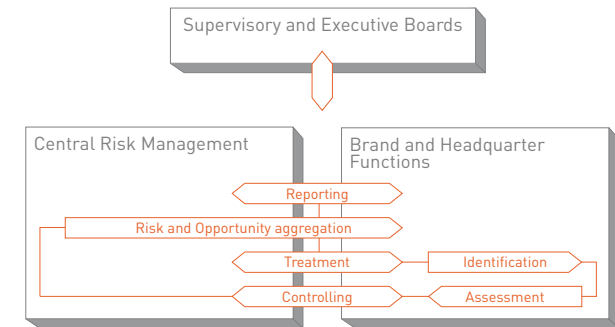 Supervisory and Executive Boards
Central Risk Management
Brand and Headquarter
Functions
Reporting
Risk and Opportunity aggregation
Treatment
Identification
Controlling
Assessment